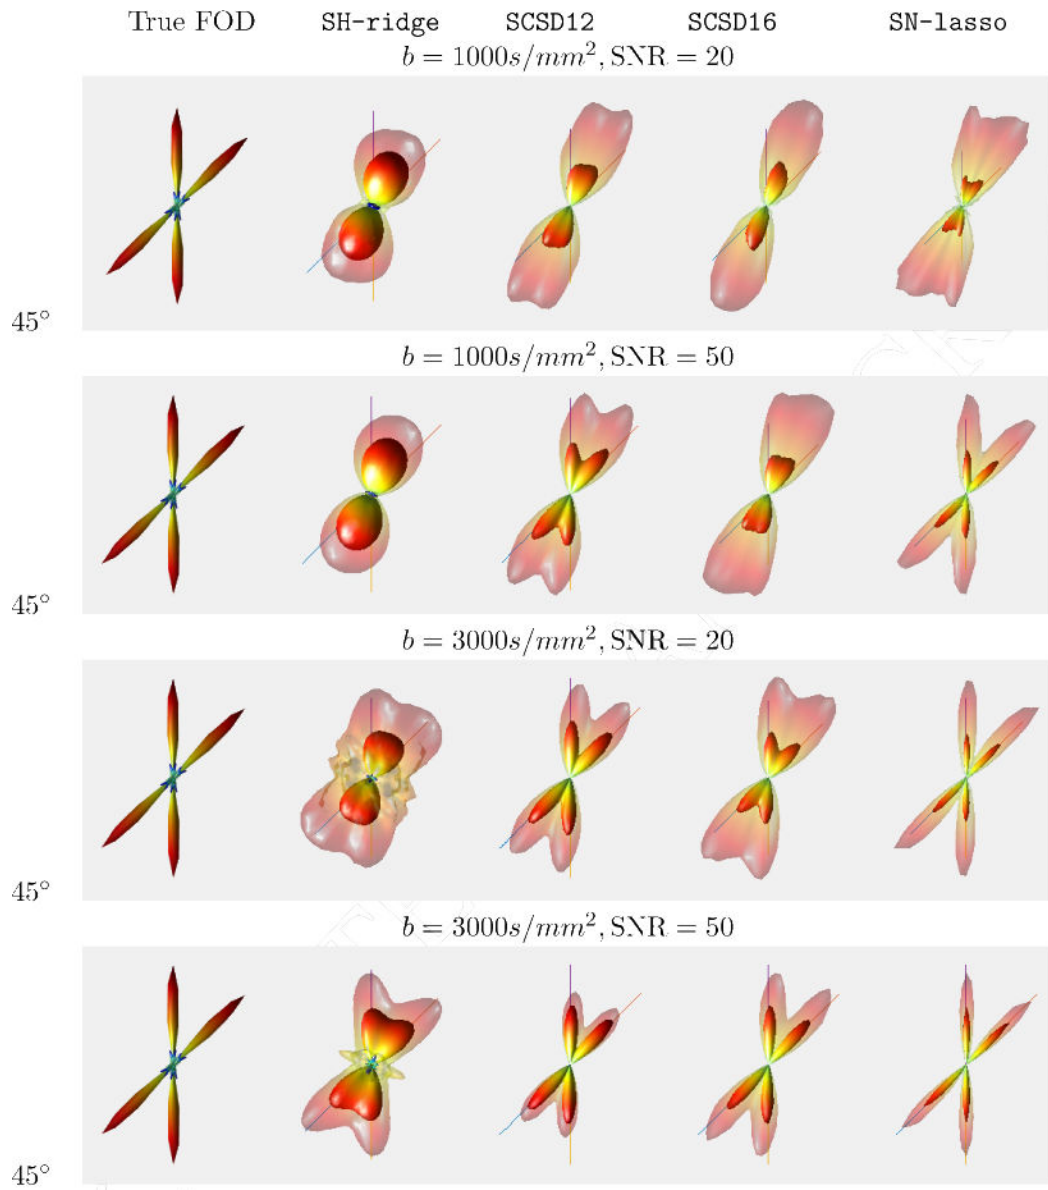 True FOD SH-ridge SCSD12 SCSD16 SN-lasso
b = 1000s/mm², SNR = 20
45°
b = 1000s/mm², SNR = 50
45°
b = 3000s/mm², SNR = 20
45°
b = 3000s/mm², SNR = 50
45°